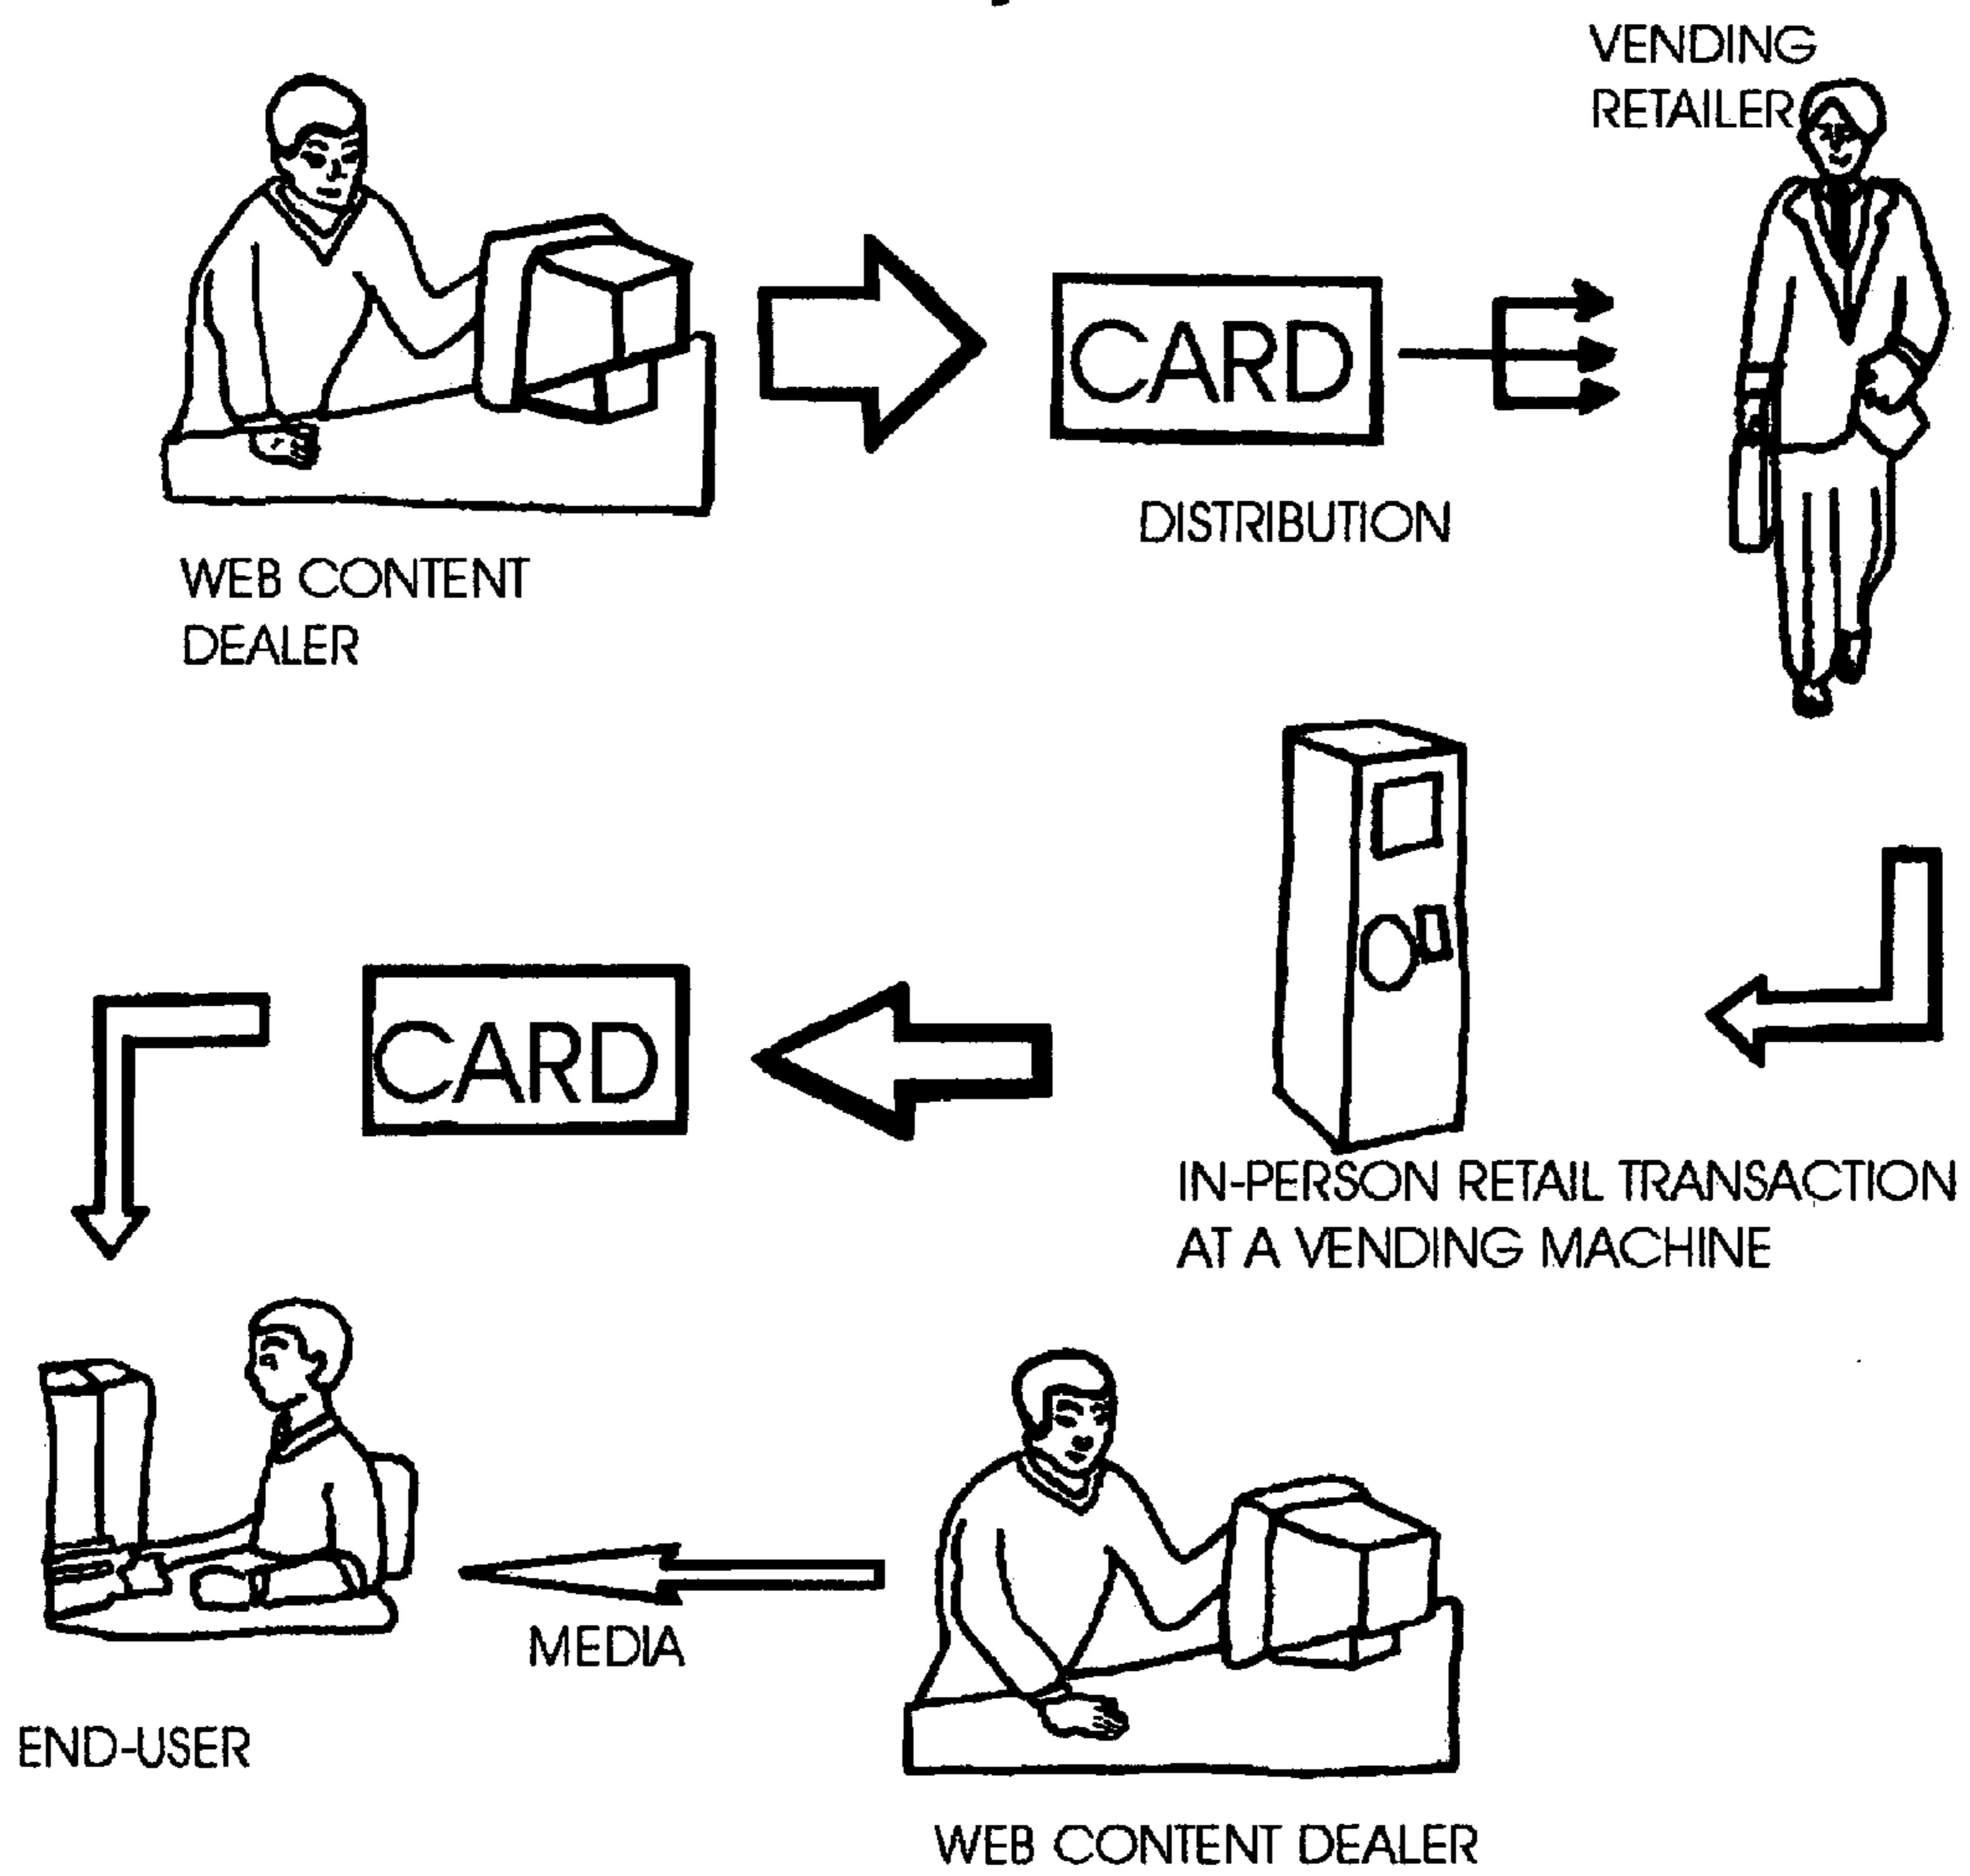 VENDING
RETAILER
CARD
DISTRIBUTION
WEB CONTENT
DEALER
CARD
IN-PERSON RETAIL TRANSACTION
AT A VENDING MACHINE
MEDIA
END-USER
WEB CONTENT DEALER